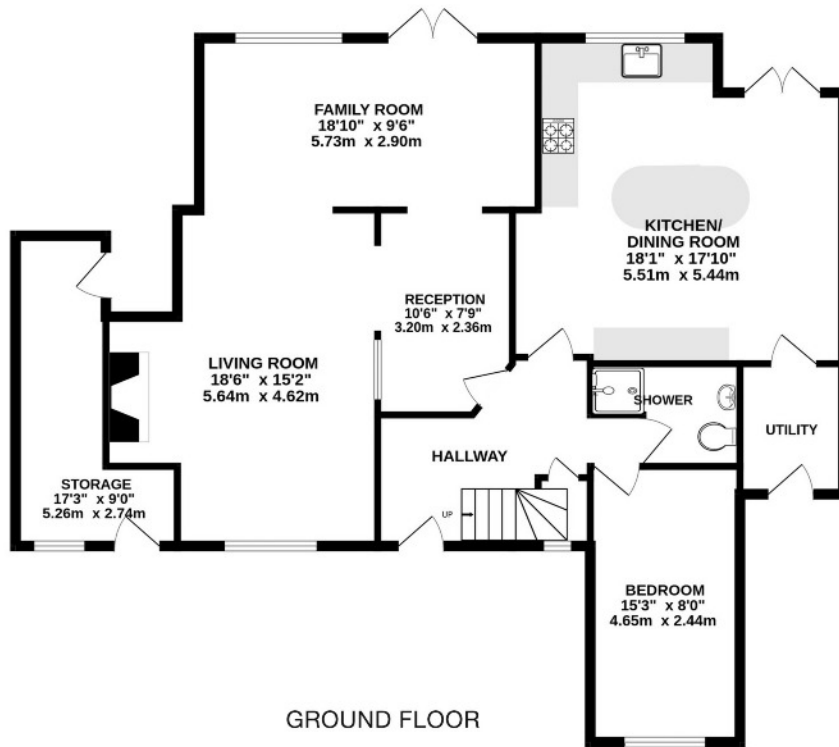 FAMILY ROOM
18'10" x 9'6"
5.73m x 2.90m
KITCHEN/
DINING ROOM
18'1" x 17'10"
5.51m x 5.44m
RECEPTION
10'6" x 7'9"
3.20m x 2.36m
LIVING ROOM
18'6" x 15'2"
5.64m x 4.62m
SHOWER
UTILITY
HALLWAY
STORAGE
17'3" x 9'0"
5.26m x 2.74m
UP
BEDROOM
15'3" x 8'0"
4.65m x 2.44m
GROUND FLOOR